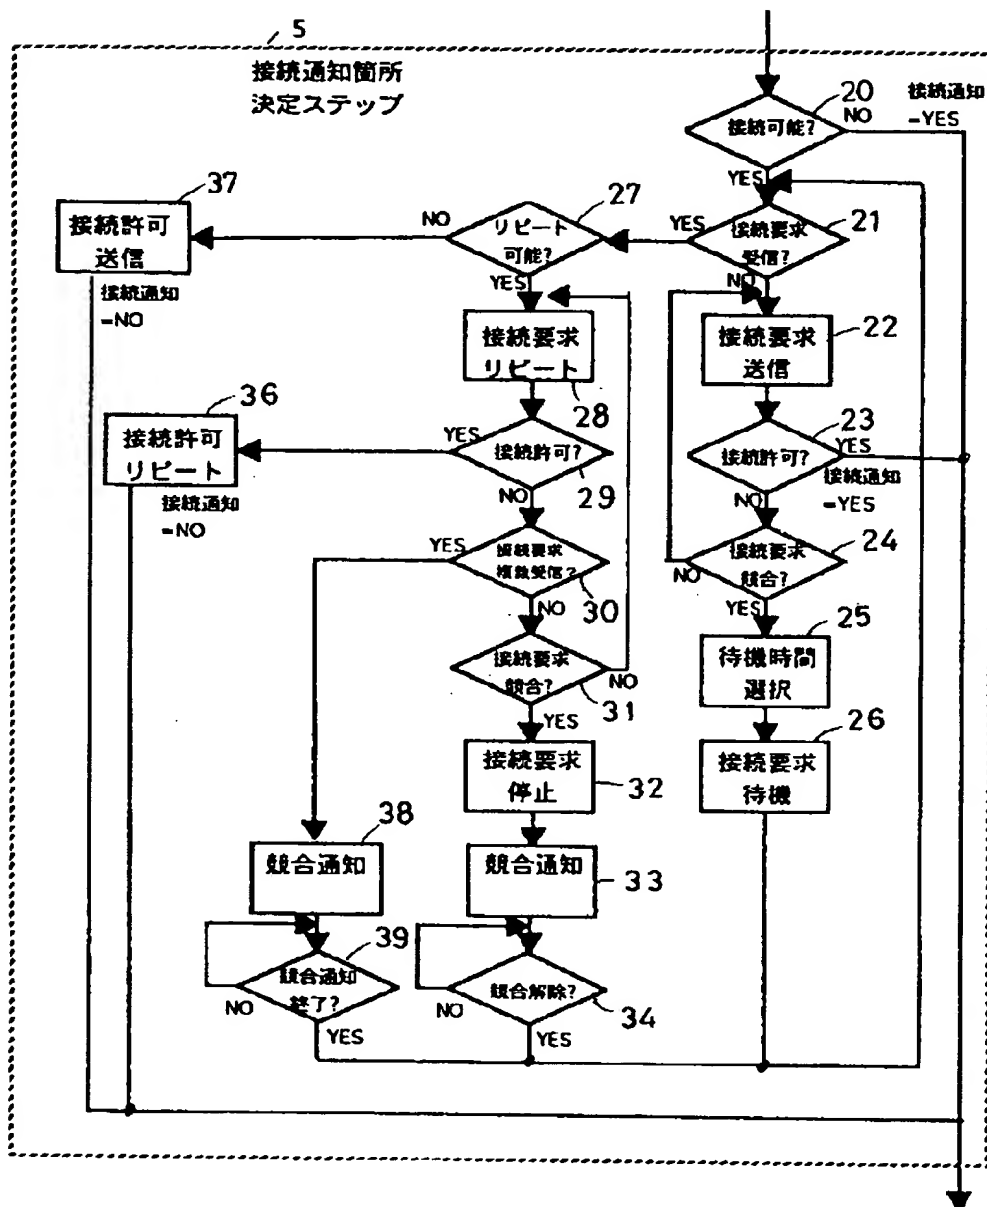 5
接続通知箇所
決定ステップ
20
接続可能?
NO
接続通知
=YES
YES
37
接続許可
送信
接続通知
=NO
NO
27
リピート
可能?
YES
YES
21
接続要求
受信?
NO
接続要求
リピート
28
接続要求
送信
22
36
接続許可
リピート
接続通知
=NO
YES
接続許可?
29
NO
23
接続許可?
YES
接続通知
=YES
NO
YES
接続要求
複数受信?
30
NO
24
接続要求
競合?
NO
YES
接続要求
競合?
NO
31
YES
25
待機時間
選択
接続要求
停止
32
26
接続要求
待機
38
競合通知
競合通知
33
39
競合通知
終了?
NO
YES
競合解除?
NO
34
YES